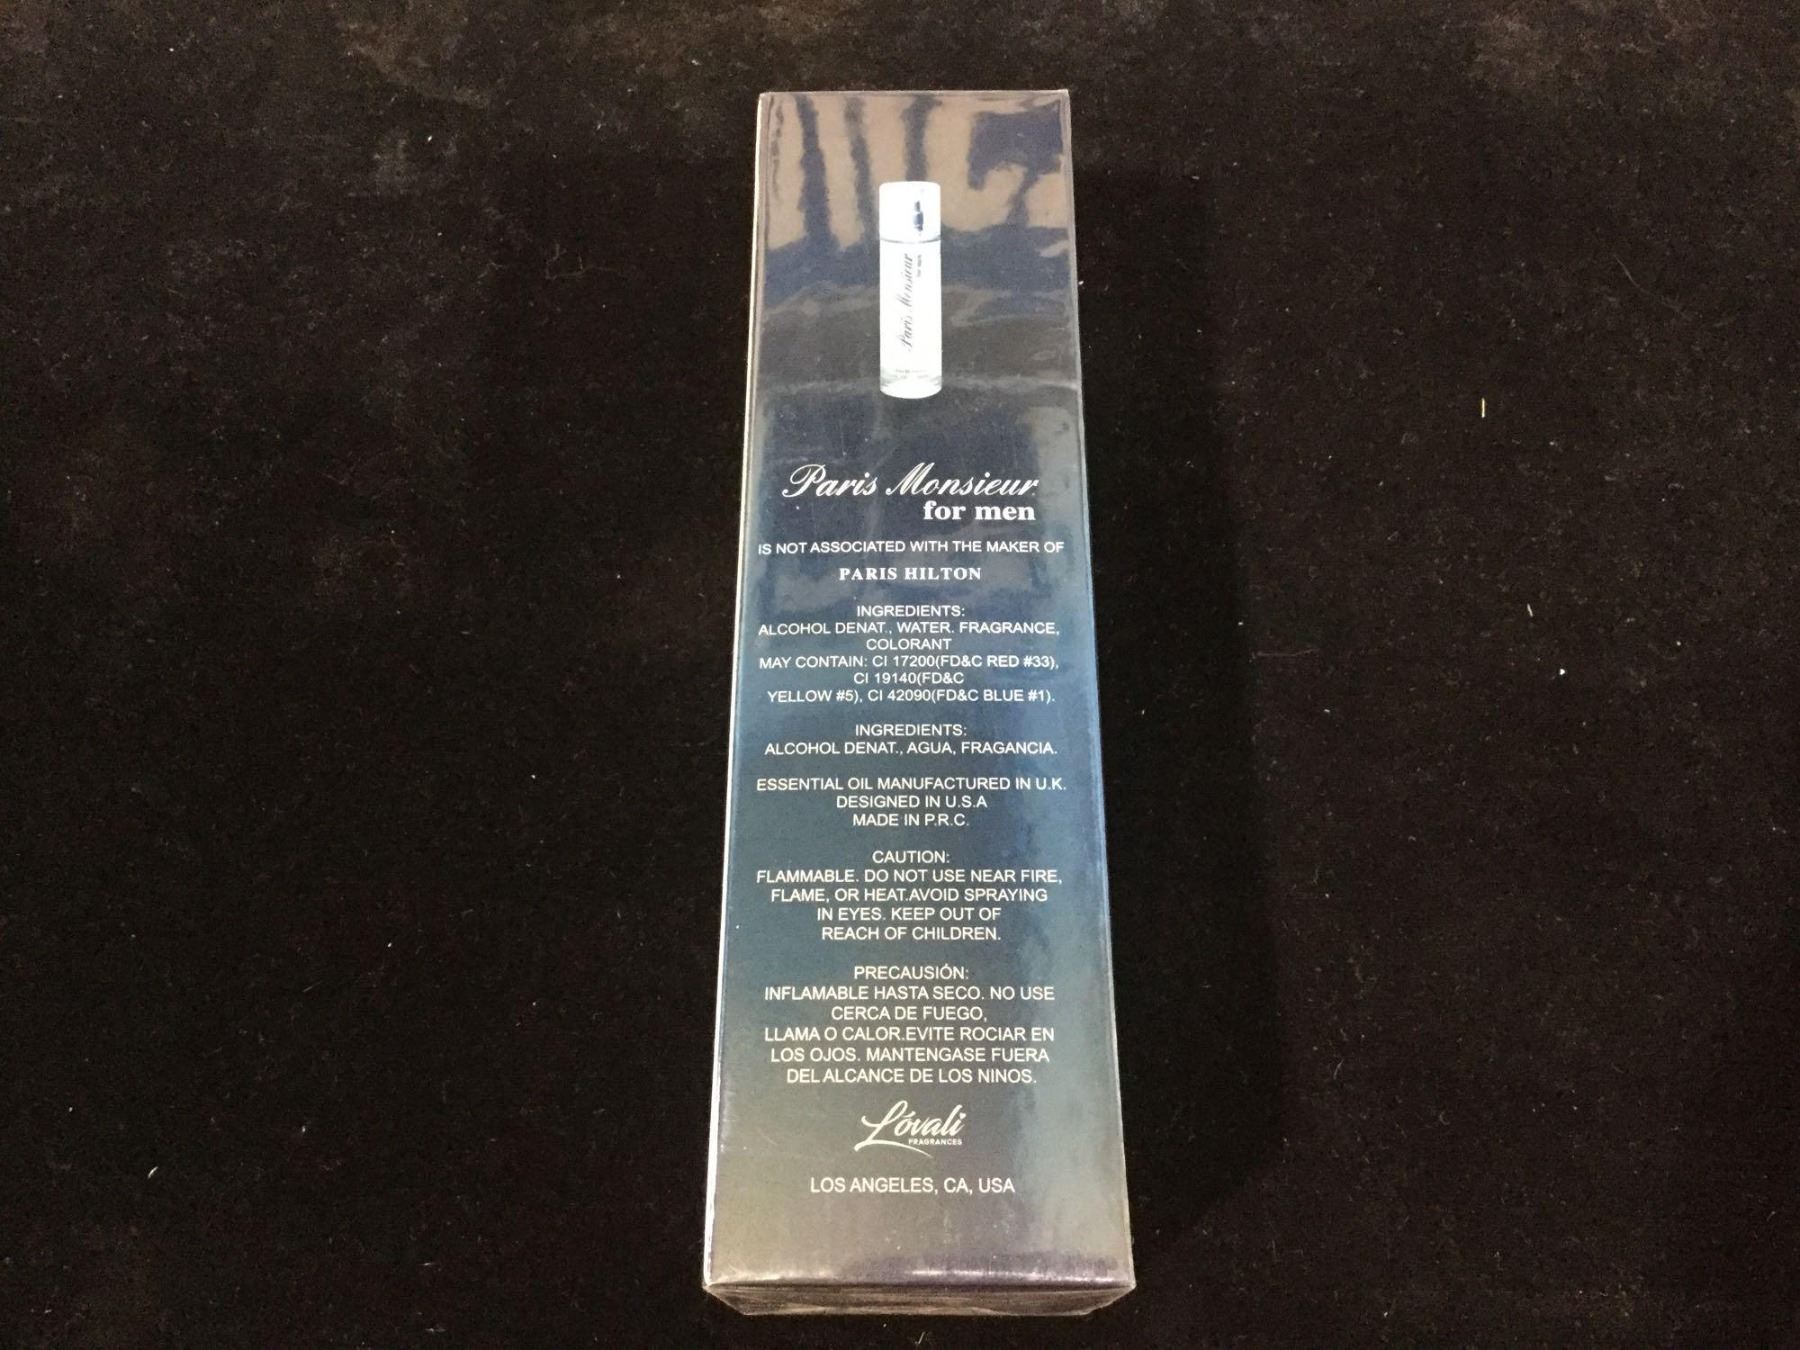 Paris Monsieur
for men
Paris Monsieur
for men
IS NOT ASSOCIATED WITH THE MAKER OF
PARIS HILTON
INGREDIENTS:
ALCOHOL DENAT., WATER. FRAGRANCE,
COLORANT
MAY CONTAIN: CI 17200(FD&C RED #33),
CI 19140(FD&C
YELLOW #5), CI 42090(FD&C BLUE #1).
INGREDIENTS:
ALCOHOL DENAT., AGUA, FRAGANCIA.
ESSENTIAL OIL MANUFACTURED IN U.K.
DESIGNED IN U.S.A
MADE IN P.R.C.
CAUTION:
FLAMMABLE. DO NOT USE NEAR FIRE,
FLAME, OR HEAT.AVOID SPRAYING
IN EYES. KEEP OUT OF
REACH OF CHILDREN.
PRECAUSIÓN:
INFLAMABLE HASTA SECO. NO USE
CERCA DE FUEGO,
LLAMA O CALOR.EVITE ROCIAR EN
LOS OJOS. MANTENGASE FUERA
DEL ALCANCE DE LOS NINOS.
Lóvali
FRAGRANCES
LOS ANGELES, CA, USA